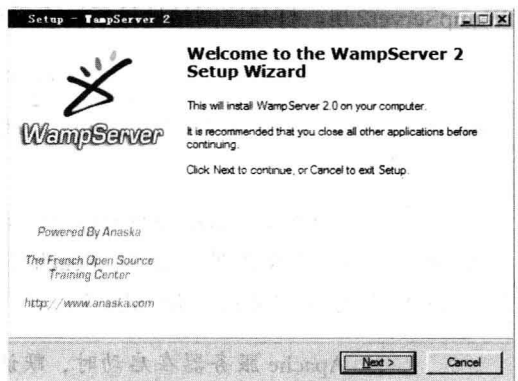 Setup - WampServer 2
Welcome to the WampServer 2
Setup Wizard
This will install WampServer 2.0 on your computer.
It is recommended that you close all other applications before
continuing.
Click Next to continue, or Cancel to exit Setup.
WampServer
Powered By Anaska
The French Open Source
Training Center
http://www.anaska.com
Next >
Cancel